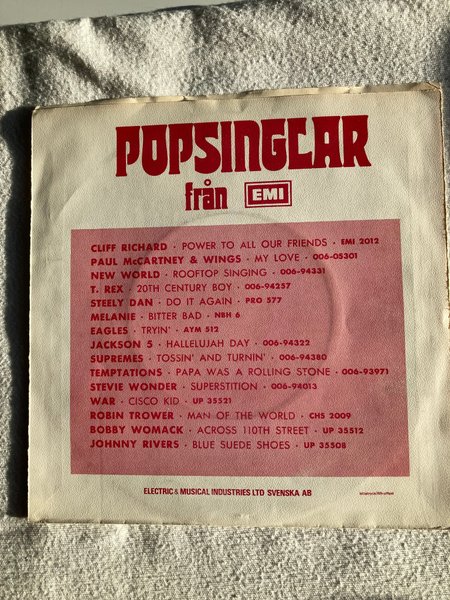 POPSINGLAR
från EMI
CLIFF RICHARD · POWER TO ALL OUR FRIENDS · EMI 2012
PAUL McCARTNEY & WINGS · MY LOVE · 006-05301
NEW WORLD · ROOFTOP SINGING · 006-94331
T. REX · 20TH CENTURY BOY · 006-94257
STEELY DAN · DO IT AGAIN · PRO 577
MELANIE · BITTER BAD · NBH 6
EAGLES · TRYIN' · AYM 512
JACKSON 5 · HALLELUJAH DAY · 006-94322
SUPREMES · TOSSIN' AND TURNIN' · 006-94380
TEMPTATIONS · PAPA WAS A ROLLING STONE · 006-93971
STEVIE WONDER · SUPERSTITION · 006-94013
WAR · CISCO KID · UP 35521
ROBIN TROWER · MAN OF THE WORLD · CHS 2009
BOBBY WOMACK · ACROSS 110TH STREET · UP 35512
JOHNNY RIVERS · BLUE SUEDE SHOES · UP 35508
ELECTRIC & MUSICAL INDUSTRIES LTD SVENSKA AB